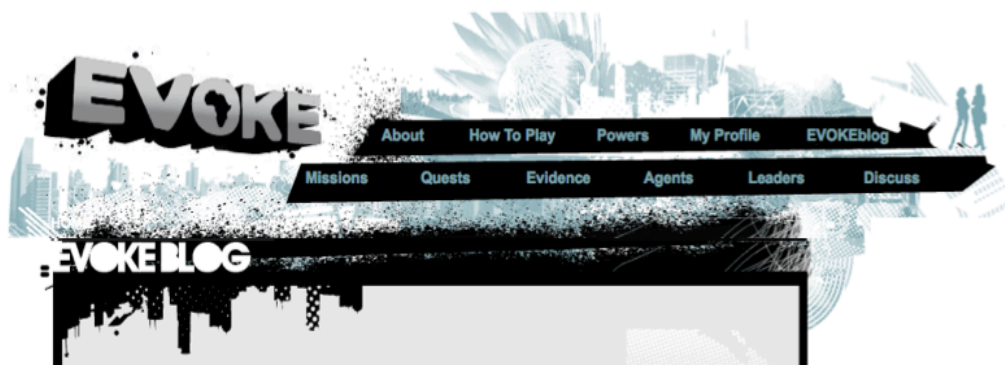 EVOKE
About How To Play Powers My Profile EVOKEblog
Missions Quests Evidence Agents Leaders Discuss
EVOKE BLOG